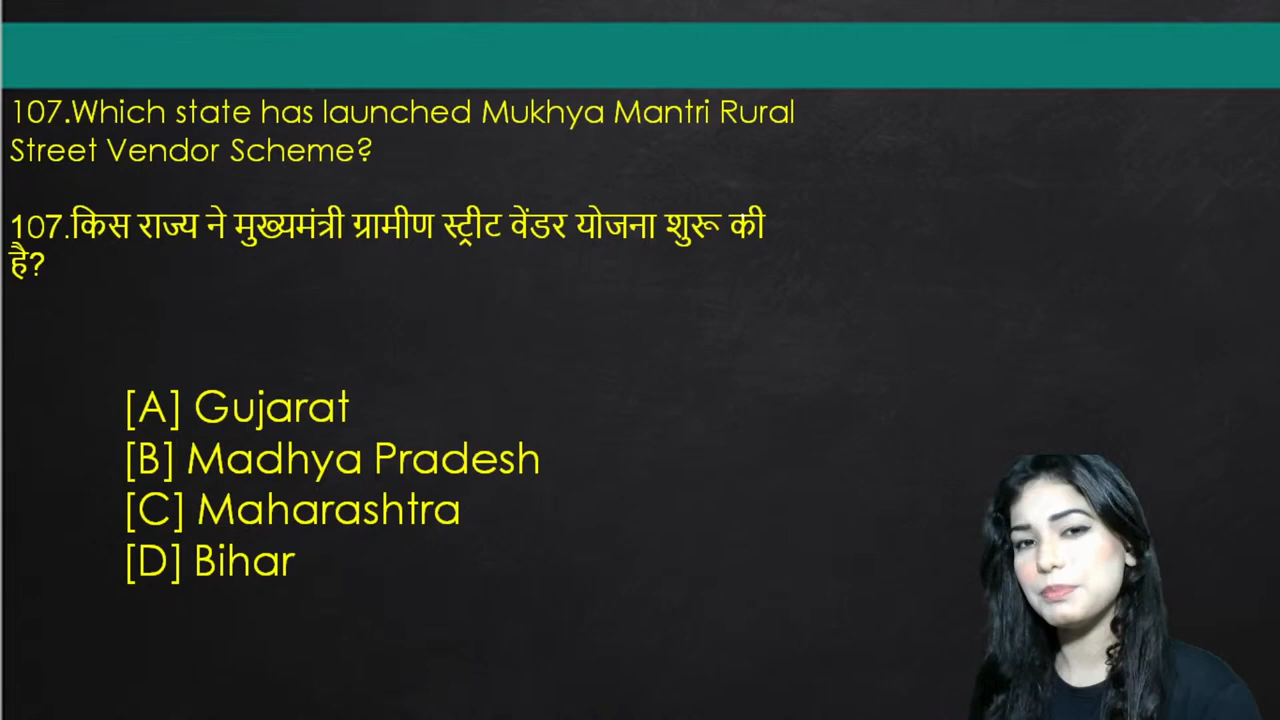 107.Which state has launched Mukhya Mantri Rural
Street Vendor Scheme?
107.किस राज्य ने मुख्यमंत्री ग्रामीण स्ट्रीट वेंडर योजना शुरू की
है?
[A] Gujarat
[B] Madhya Pradesh
[C] Maharashtra
[D] Bihar